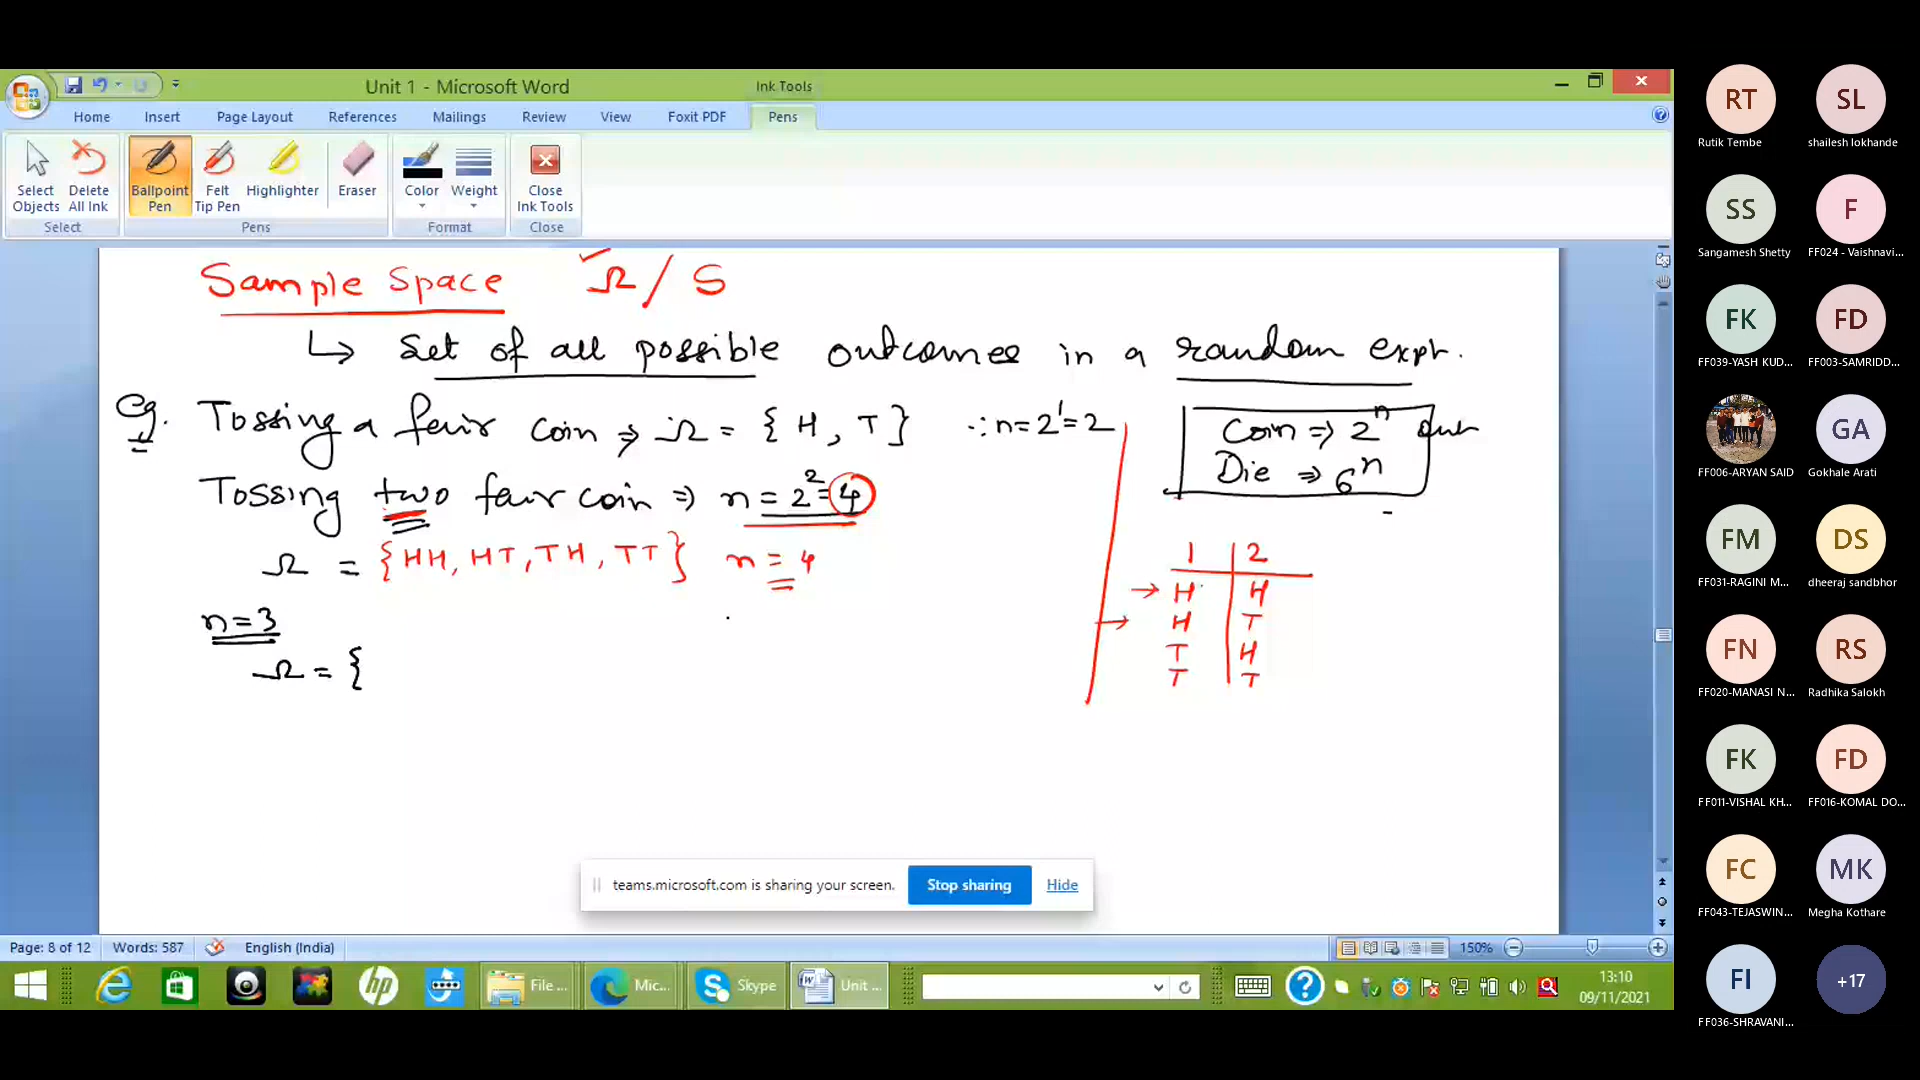 Unit 1 - Microsoft Word
Ink Tools
Home Insert Page Layout References Mailings Review View Foxit PDF Pens
Select Objects
Delete All Ink
Ballpoint Pen
Felt Tip Pen
Highlighter
Eraser
Color
Weight
Close Ink Tools
Select Pens Format Close
Sample Space Ω / S
↳ Set of all possible outcomes in a random expt.
Eg. Tossing a fair coin ⇒ Ω = { H , T } ∴ n = 2¹ = 2
Coin ⇒ 2ⁿ
Die ⇒ 6ⁿ
Tossing two fair coin ⇒ n = 2² = 4
Ω = {HH, HT, TH, TT} n = 4
1 2
→ H H
→ H T
T H
T T
n = 3
Ω = {
teams.microsoft.com is sharing your screen. Stop sharing Hide
Page: 8 of 12 Words: 587 English (India) 150%
File ... Mic... Skype Unit ...
13:10
09/11/2021
RT SL
Rutik Tembe shailesh lokhande
SS F
Sangamesh Shetty FF024 - Vaishnavi...
FK FD
FF039-YASH KUD... FF003-SAMRIDD...
GA
FF006-ARYAN SAID Gokhale Arati
FM DS
FF031-RAGINI M... dheeraj sandbhor
FN RS
FF020-MANASI N... Radhika Salokh
FK FD
FF011-VISHAL KH... FF016-KOMAL DO...
FC MK
FF043-TEJASWIN... Megha Kothare
FI +17
FF036-SHRAVANI...